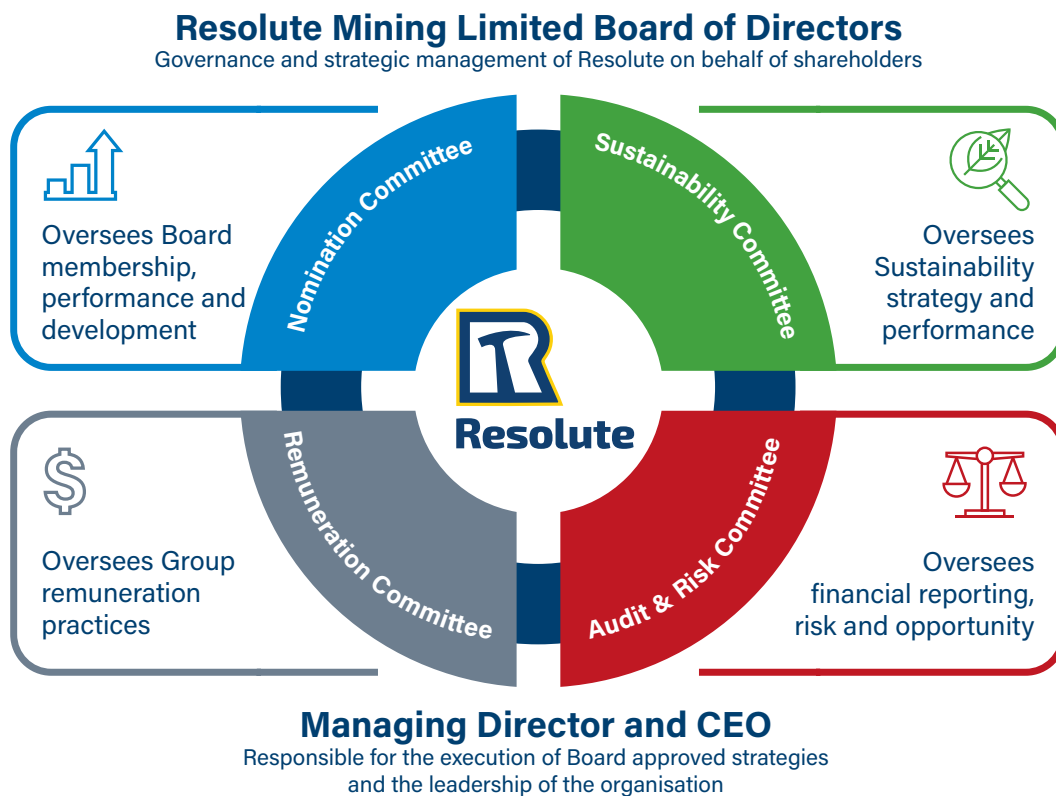 Resolute Mining Limited Board of Directors
Governance and strategic management of Resolute on behalf of shareholders
Nomination Committee
Oversees Board
membership,
performance and
development
Sustainability Committee
Oversees
Sustainability
strategy and
performance
Resolute
Remuneration Committee
$
Oversees Group
remuneration
practices
Audit & Risk Committee
Oversees
financial reporting,
risk and opportunity
Managing Director and CEO
Responsible for the execution of Board approved strategies
and the leadership of the organisation